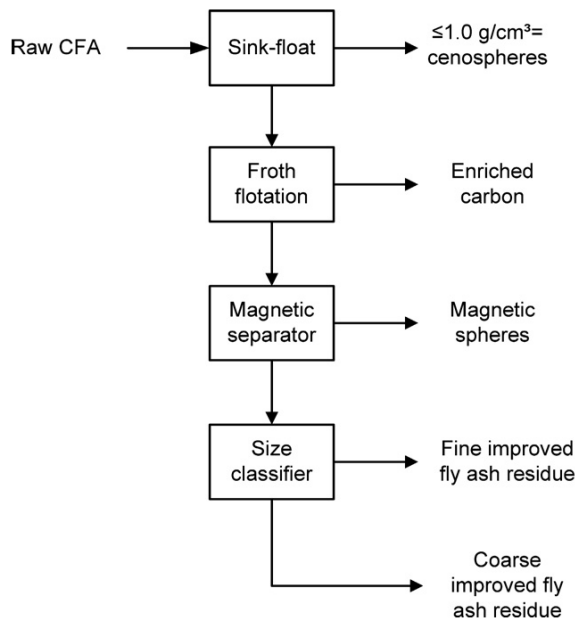 Raw CFA
Sink-float
≤1.0 g/cm³=
cenospheres
Froth
flotation
Enriched
carbon
Magnetic
separator
Magnetic
spheres
Size
classifier
Fine improved
fly ash residue
Coarse
improved fly
ash residue